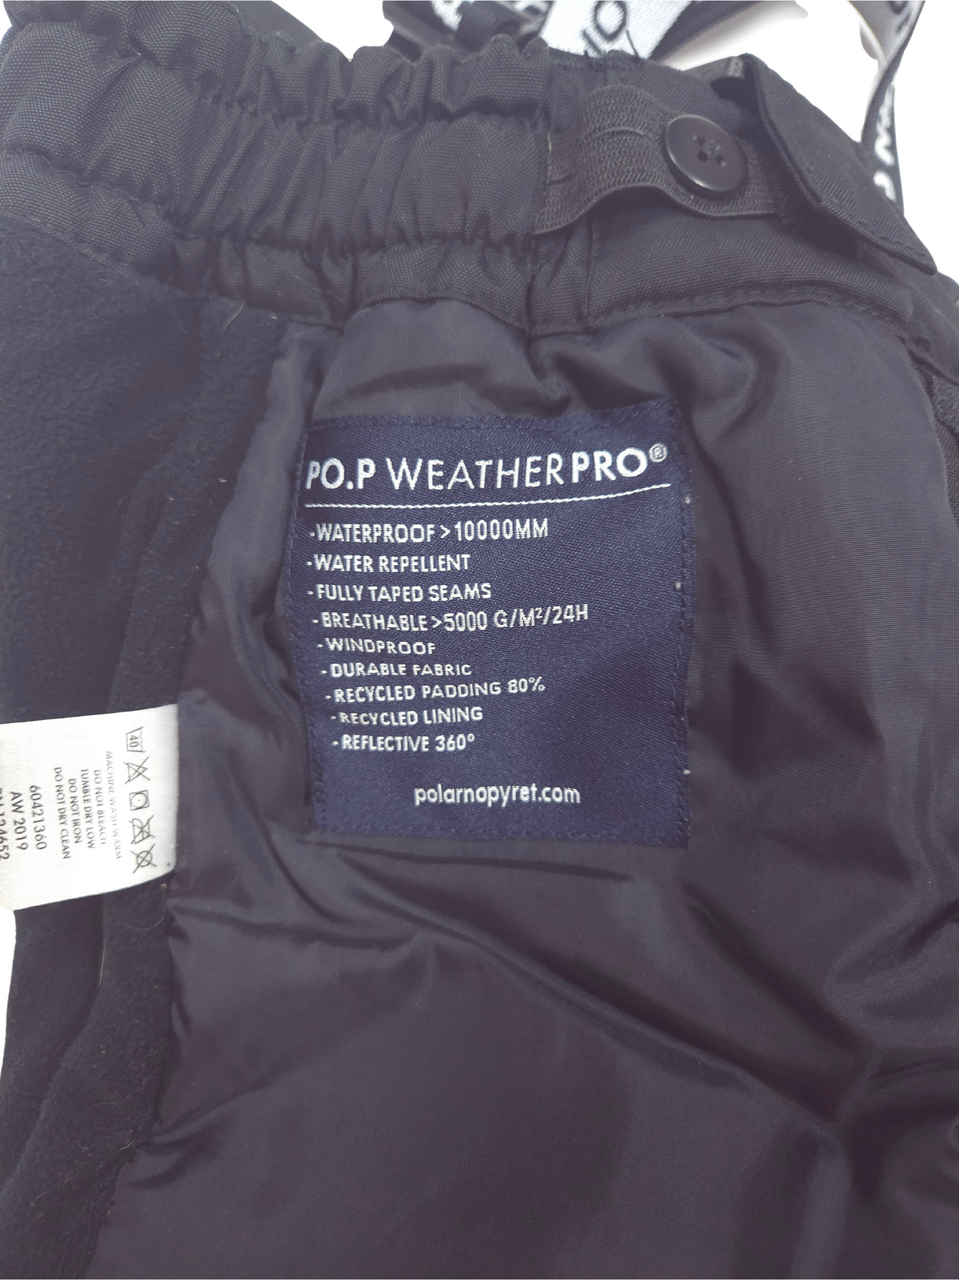 PO.P WEATHERPRO®
-WATERPROOF > 10000MM
-WATER REPELLENT
-FULLY TAPED SEAMS
-BREATHABLE >5000 G/M²/24H
-WINDPROOF
-DURABLE FABRIC
-RECYCLED PADDING 80%
-RECYCLED LINING
-REFLECTIVE 360°
polarnopyret.com
40
MACHINE WASH WARM
DO NOT BLEACH
TUMBLE DRY LOW
DO NOT IRON
DO NOT DRY CLEAN
60421360
AW 2019